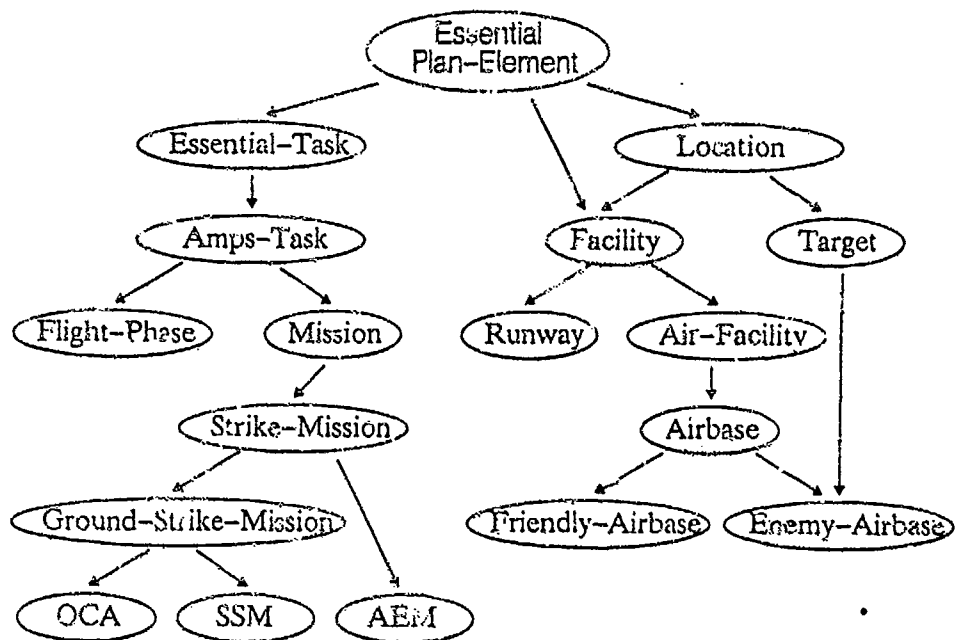 Essential
Plan-Element
Essential-Task
Location
Amps-Task
Facility
Target
Flight-Phase
Mission
Runway
Air-Facility
Strike-Mission
Airbase
Ground-Strike-Mission
Friendly-Airbase
Enemy-Airbase
OCA
SSM
AEM